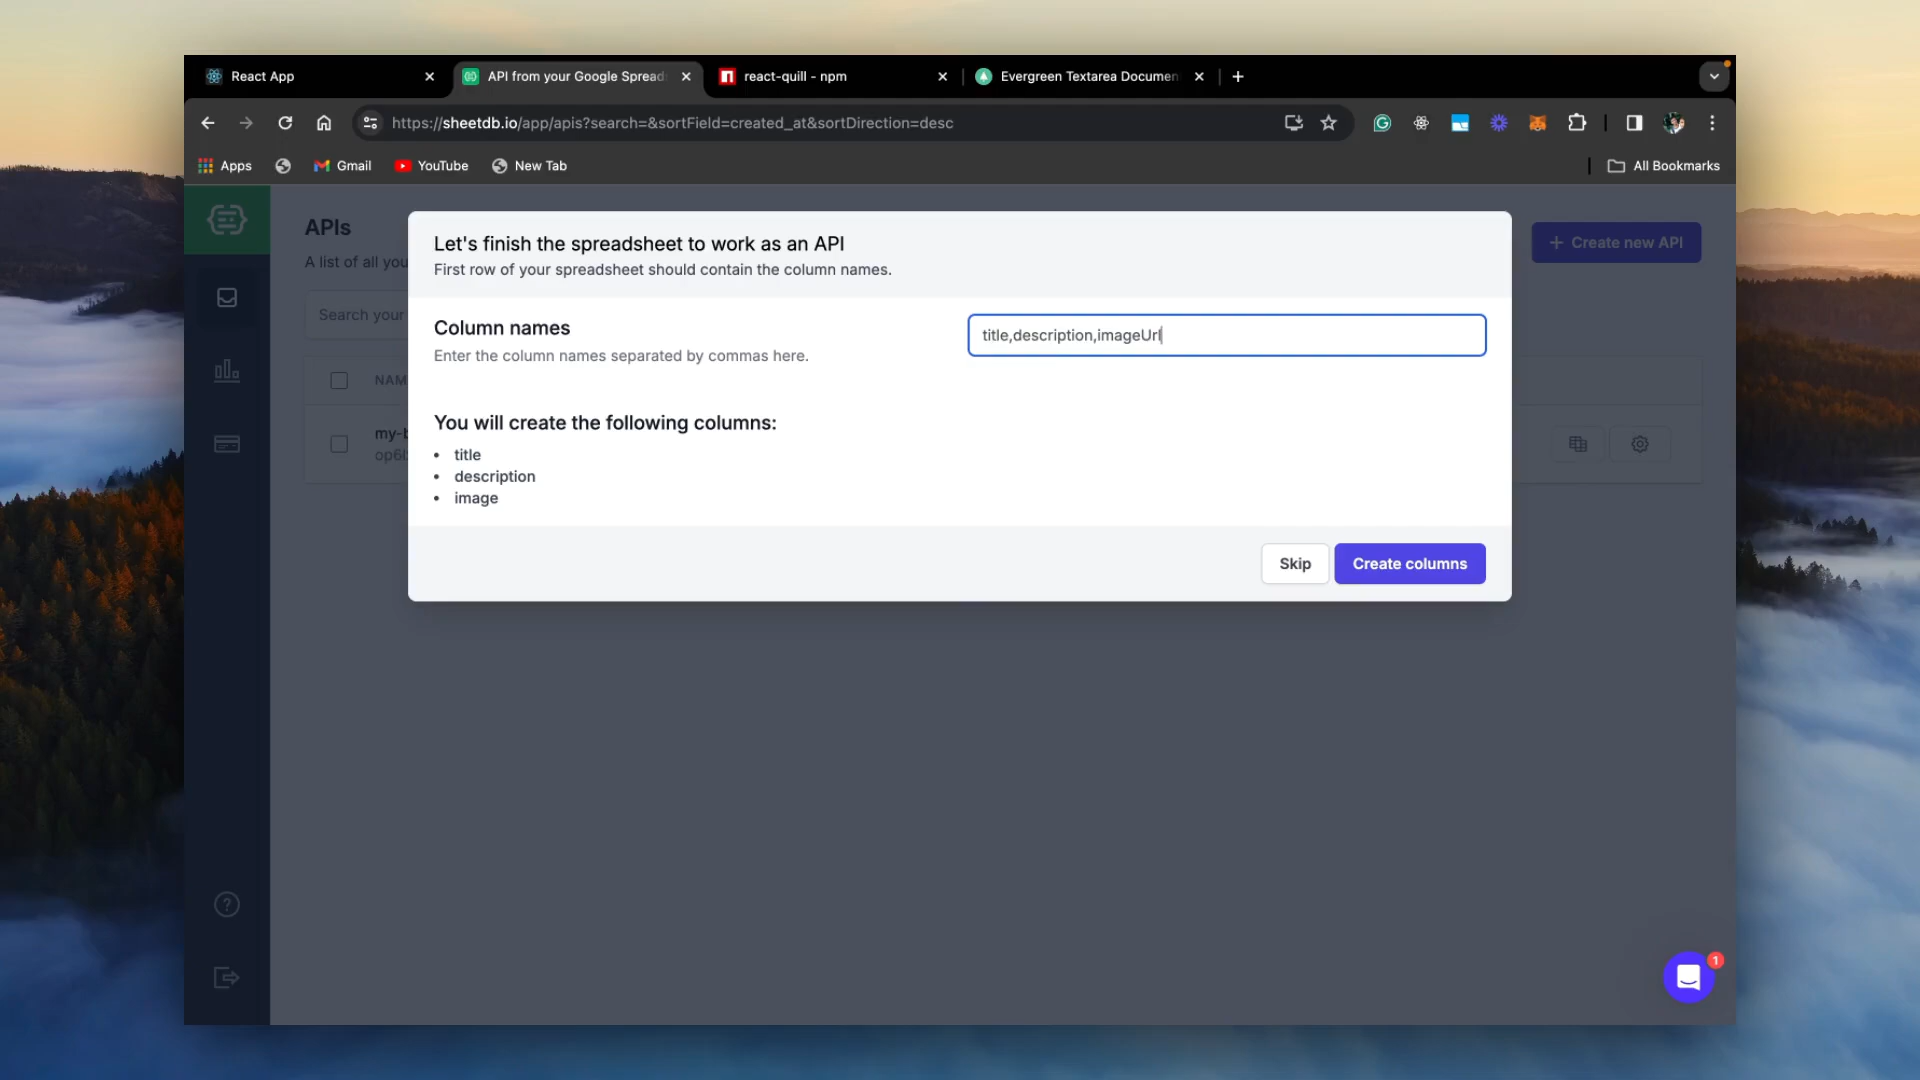 React App
API from your Google Spread
react-quill - npm
Evergreen Textarea Documen
https://sheetdb.io/app/apis?search=&sortField=created_at&sortDirection=desc
Apps
Gmail
YouTube
New Tab
All Bookmarks
APIs
A list of all you
+ Create new API
Search your
NAM
my-b
op6l
Let's finish the spreadsheet to work as an API
First row of your spreadsheet should contain the column names.
Column names
Enter the column names separated by commas here.
title,description,imageUrl
You will create the following columns:
• title
• description
• image
Skip
Create columns
1